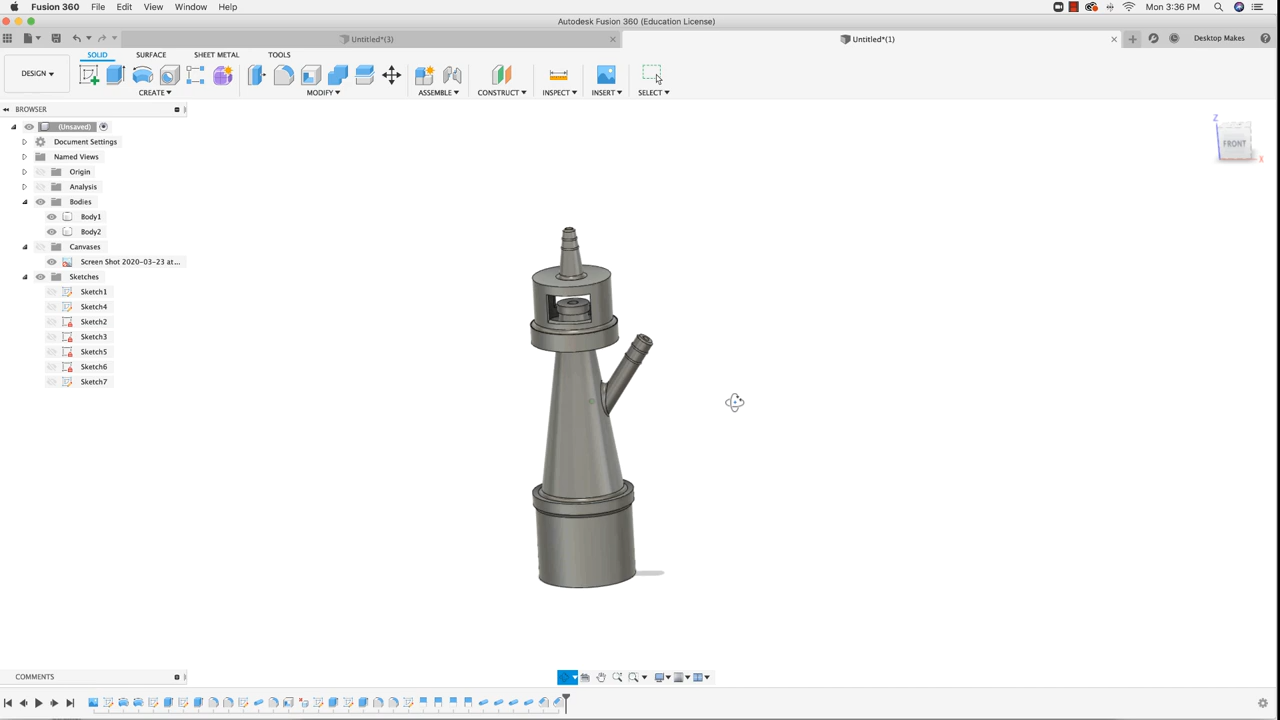 Fusion 360 File Edit View Window Help Mon 3:36 PM Desktop Makes
Autodesk Fusion 360 (Education License)
Untitled*(3) Untitled*(1) Desktop Makes
SOLID SURFACE SHEET METAL TOOLS
DESIGN
CREATE MODIFY ASSEMBLE CONSTRUCT INSPECT INSERT SELECT
BROWSER
(Unsaved)
Document Settings
Named Views
Origin
Analysis
Bodies
Body1
Body2
Canvases
Screen Shot 2020-03-23 at...
Sketches
Sketch1
Sketch4
Sketch2
Sketch3
Sketch5
Sketch6
Sketch7
Z
FRONT
X
COMMENTS